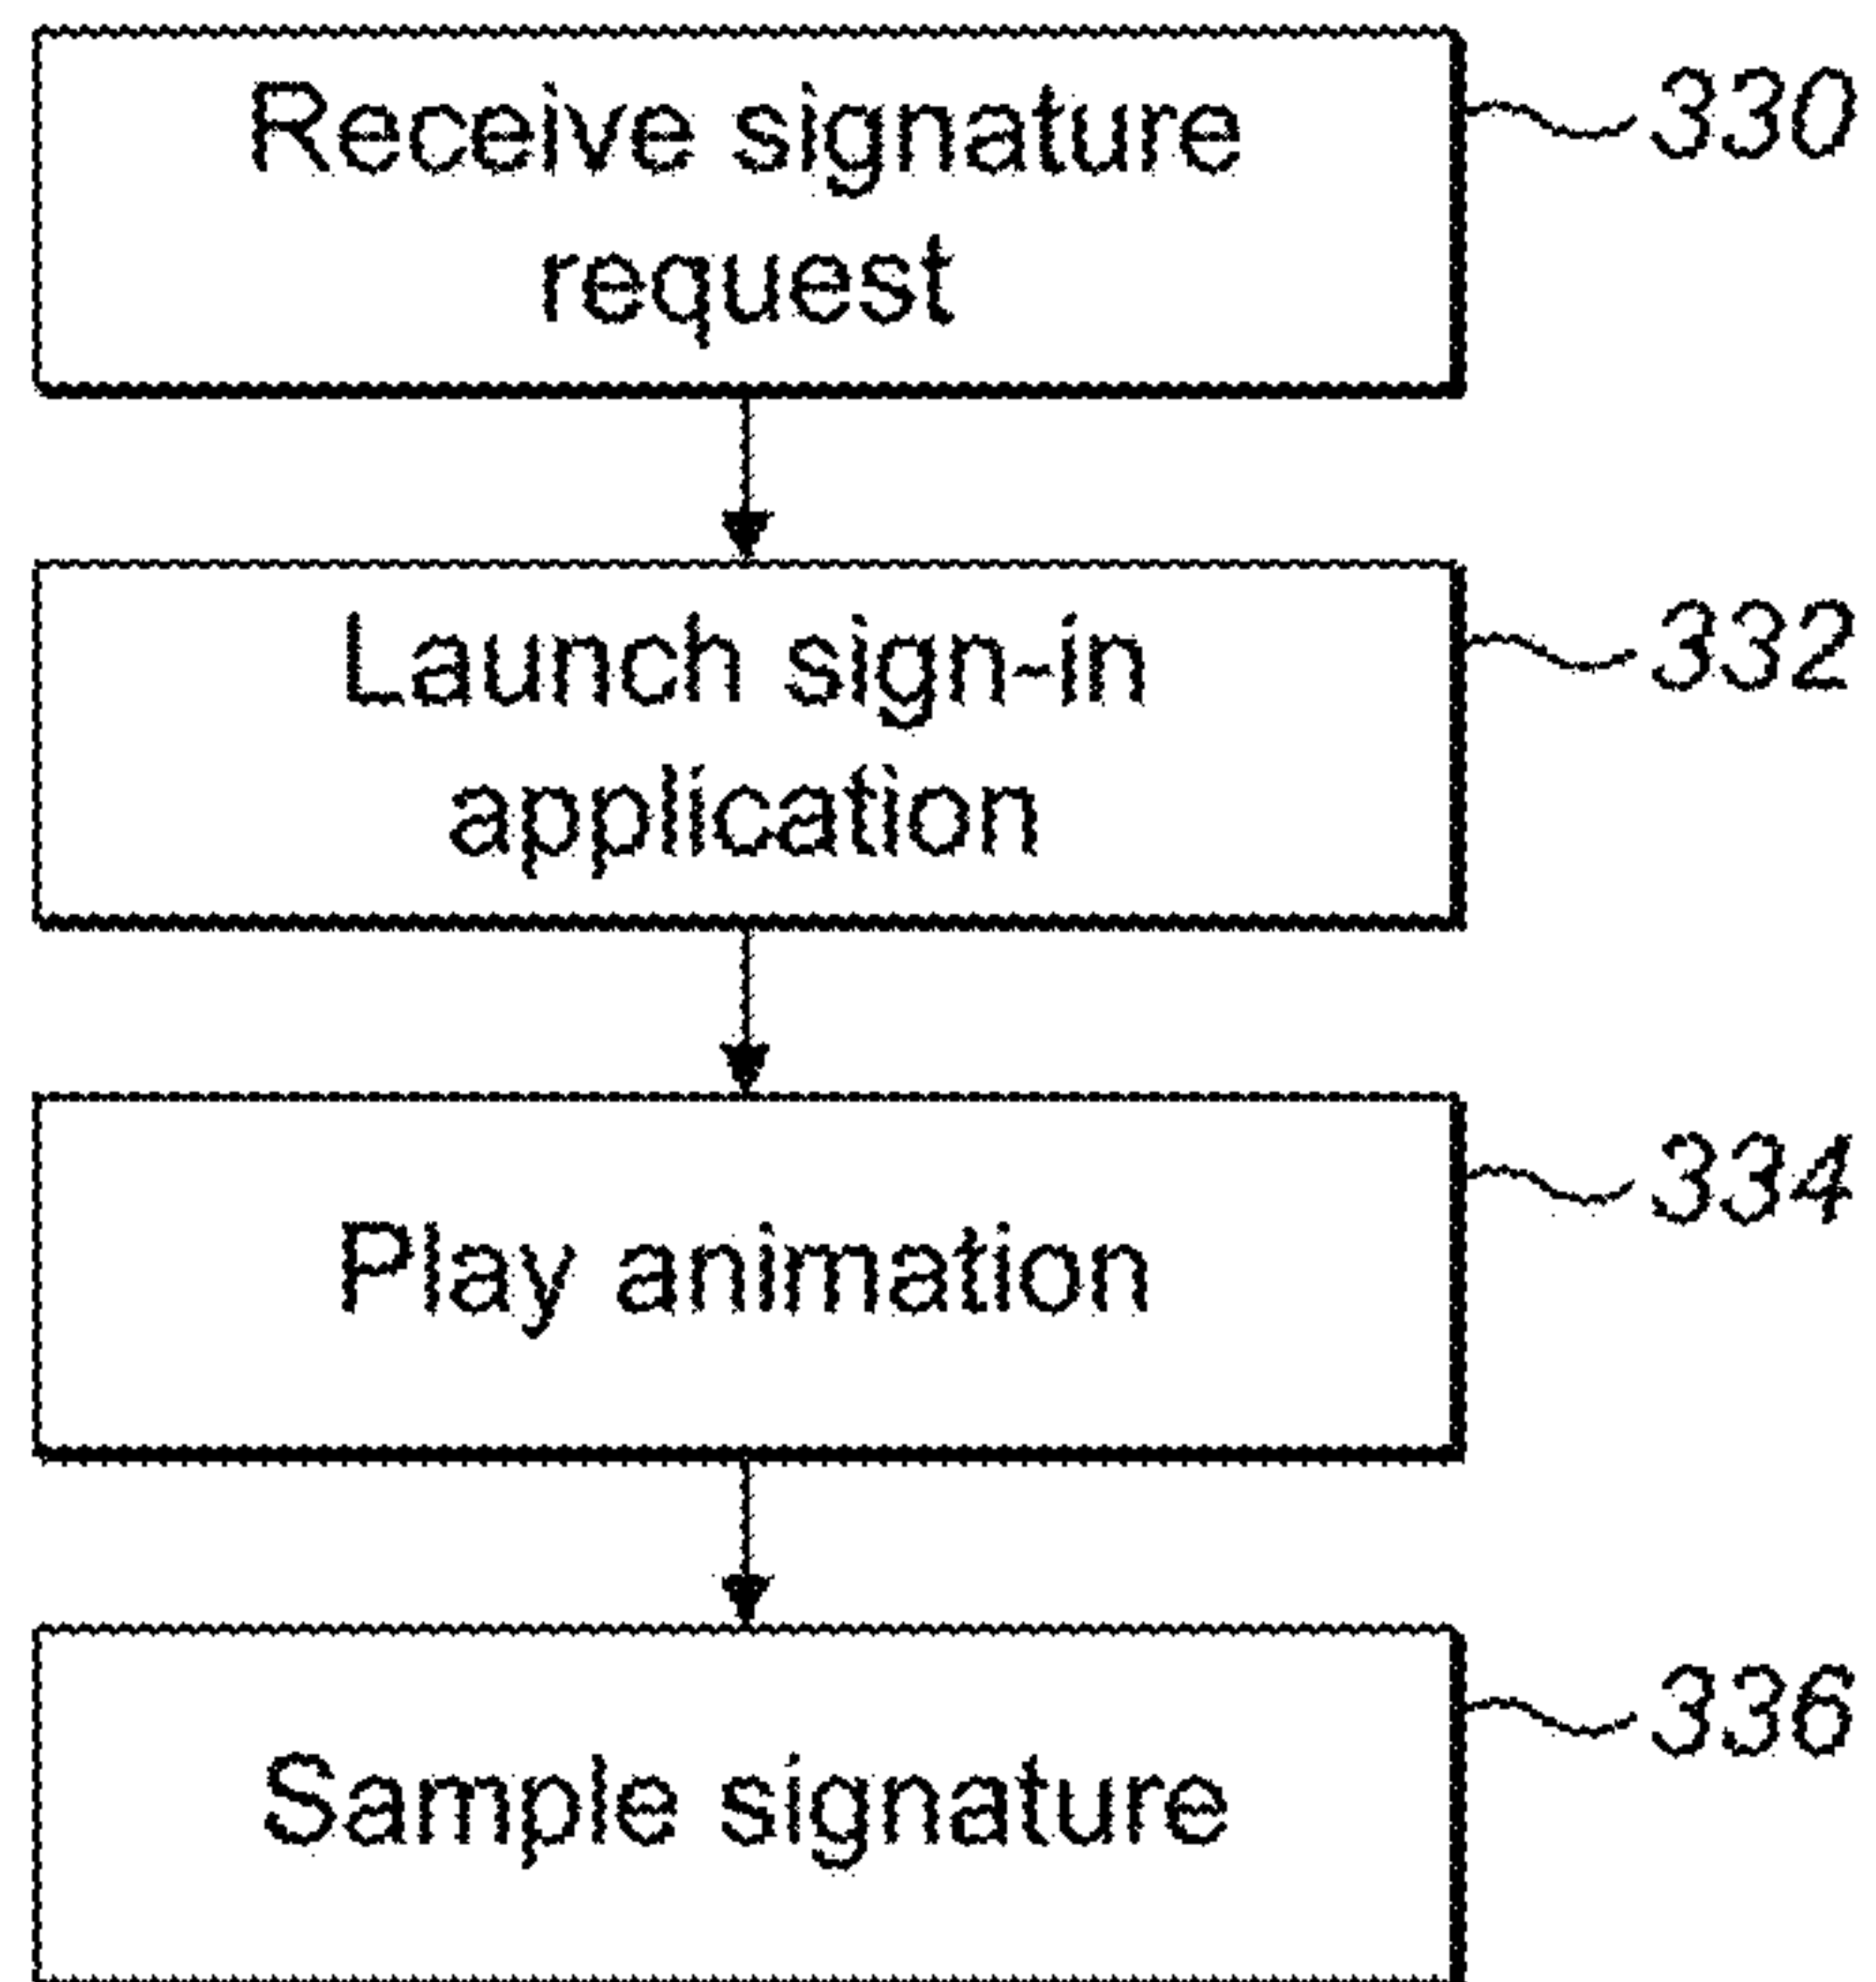 Receive signature 330
request
Launch sign-in 332
application
334
Play animation
336
Sample signature